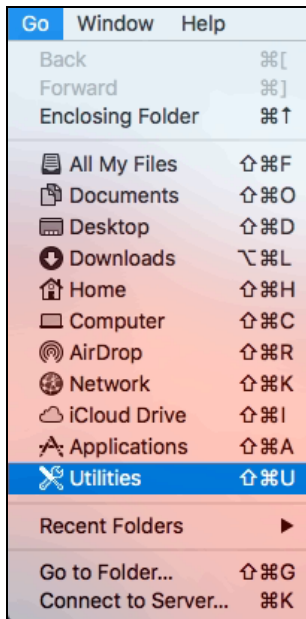 Go Window Help
Back ⌘[
Forward ⌘]
Enclosing Folder ⌘↑
All My Files ⇧⌘F
Documents ⇧⌘O
Desktop ⇧⌘D
Downloads ⌥⌘L
Home ⇧⌘H
Computer ⇧⌘C
AirDrop ⇧⌘R
Network ⇧⌘K
iCloud Drive ⇧⌘I
Applications ⇧⌘A
Utilities ⇧⌘U
Recent Folders ▶
Go to Folder... ⇧⌘G
Connect to Server... ⌘K